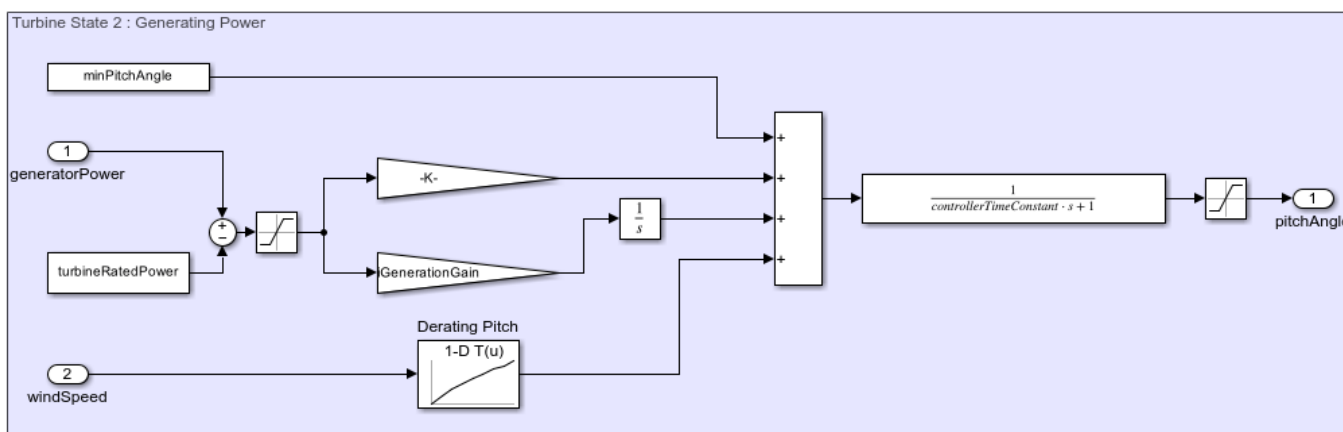 Turbine State 2 : Generating Power
minPitchAngle
1
generatorPower
+
−
turbineRatedPower
-K-
iGenerationGain
1
s
Derating Pitch
1-D T(u)
2
windSpeed
+
+
+
+
1
controllerTimeConstant · s + 1
1
pitchAngle